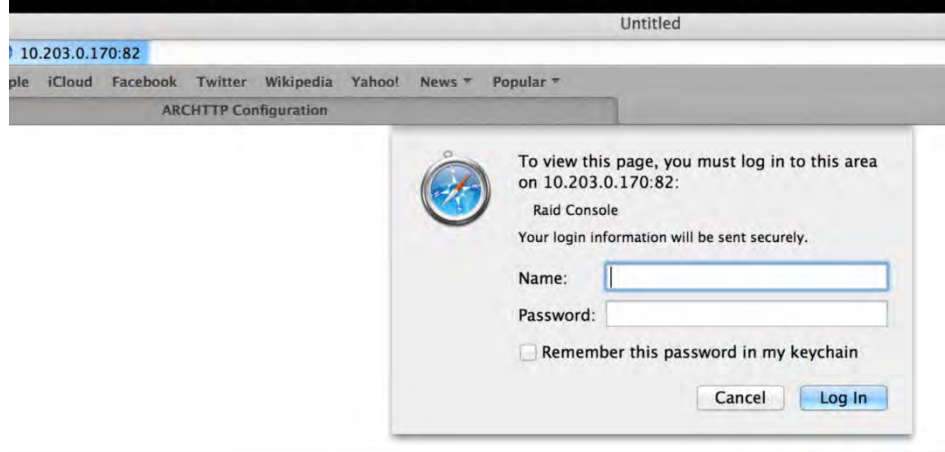 Untitled
10.203.0.170:82
ple iCloud Facebook Twitter Wikipedia Yahoo! News Popular
ARCHTTP Configuration
To view this page, you must log in to this area
on 10.203.0.170:82:
Raid Console
Your login information will be sent securely.
Name:
Password:
Remember this password in my keychain
Cancel Log In